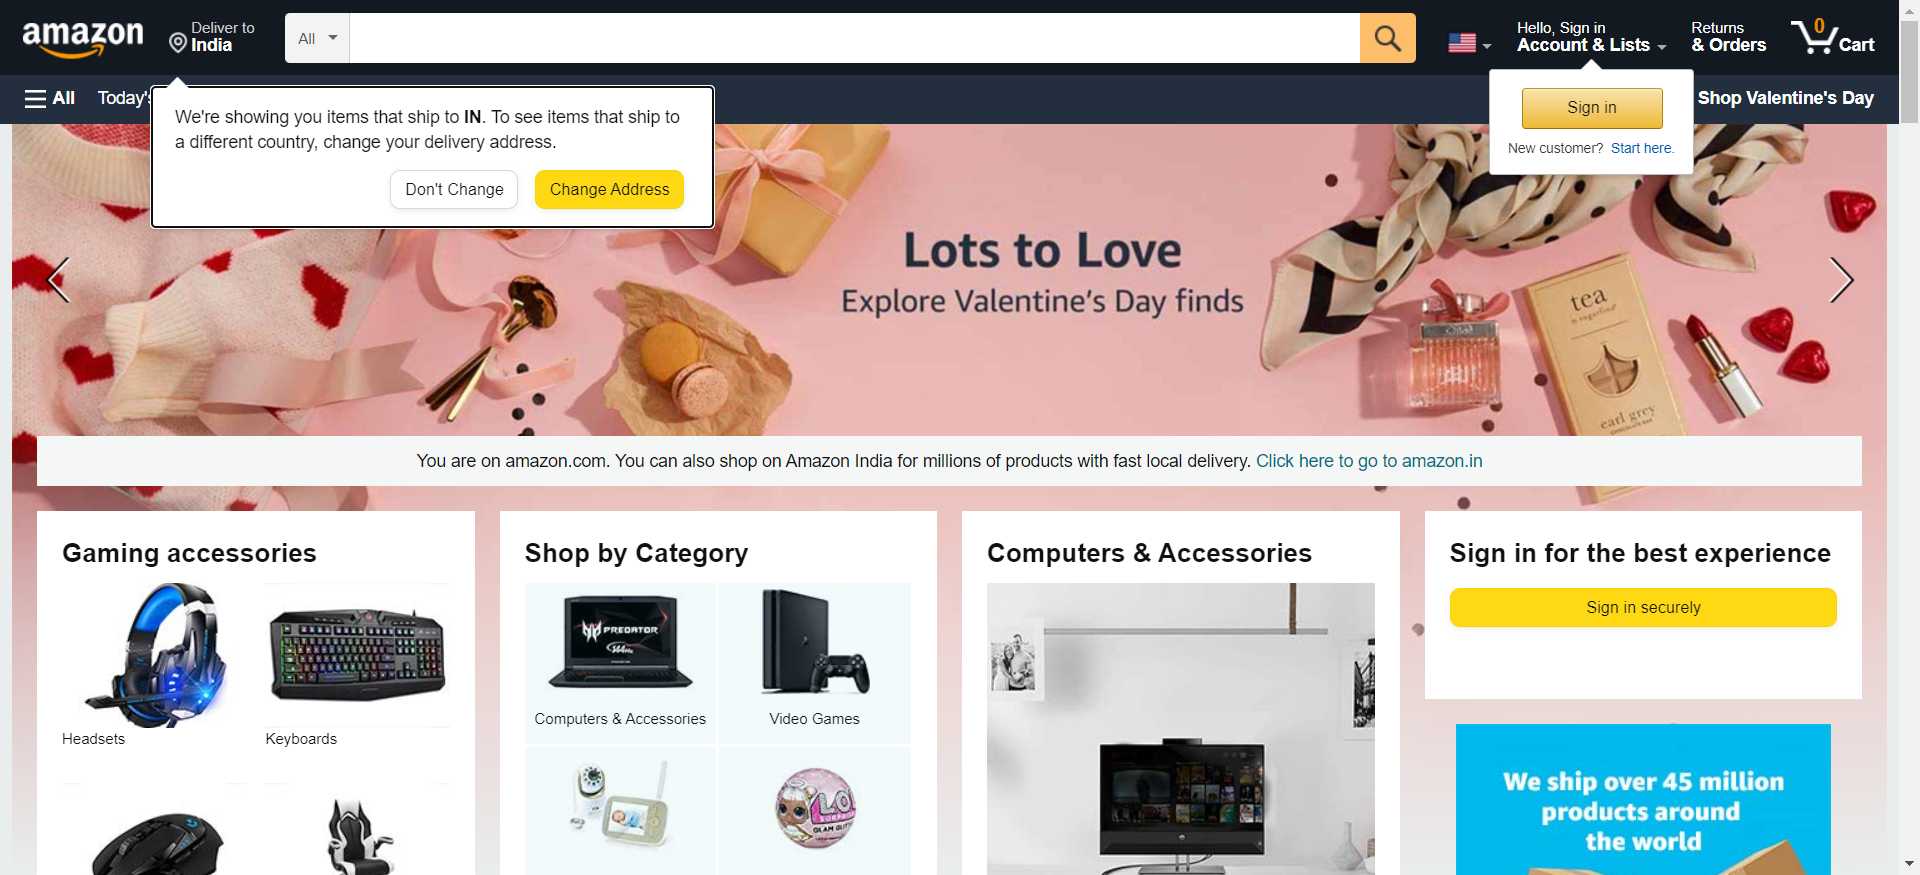 amazon
Deliver to
India
All
Hello, Sign in
Account & Lists
Returns
& Orders
0
Cart
All
Today's
Shop Valentine's Day
We're showing you items that ship to IN. To see items that ship to
a different country, change your delivery address.
Don't Change
Change Address
Sign in
New customer? Start here.
Lots to Love
Explore Valentine's Day finds
tea
earl grey
You are on amazon.com. You can also shop on Amazon India for millions of products with fast local delivery. Click here to go to amazon.in
Gaming accessories
Headsets
Keyboards
Shop by Category
PREDATOR
144Hz
Computers & Accessories
Video Games
L.O.L.
SURPRISE
GLAM GLITTER
Computers & Accessories
Sign in for the best experience
Sign in securely
We ship over 45 million
products around
the world